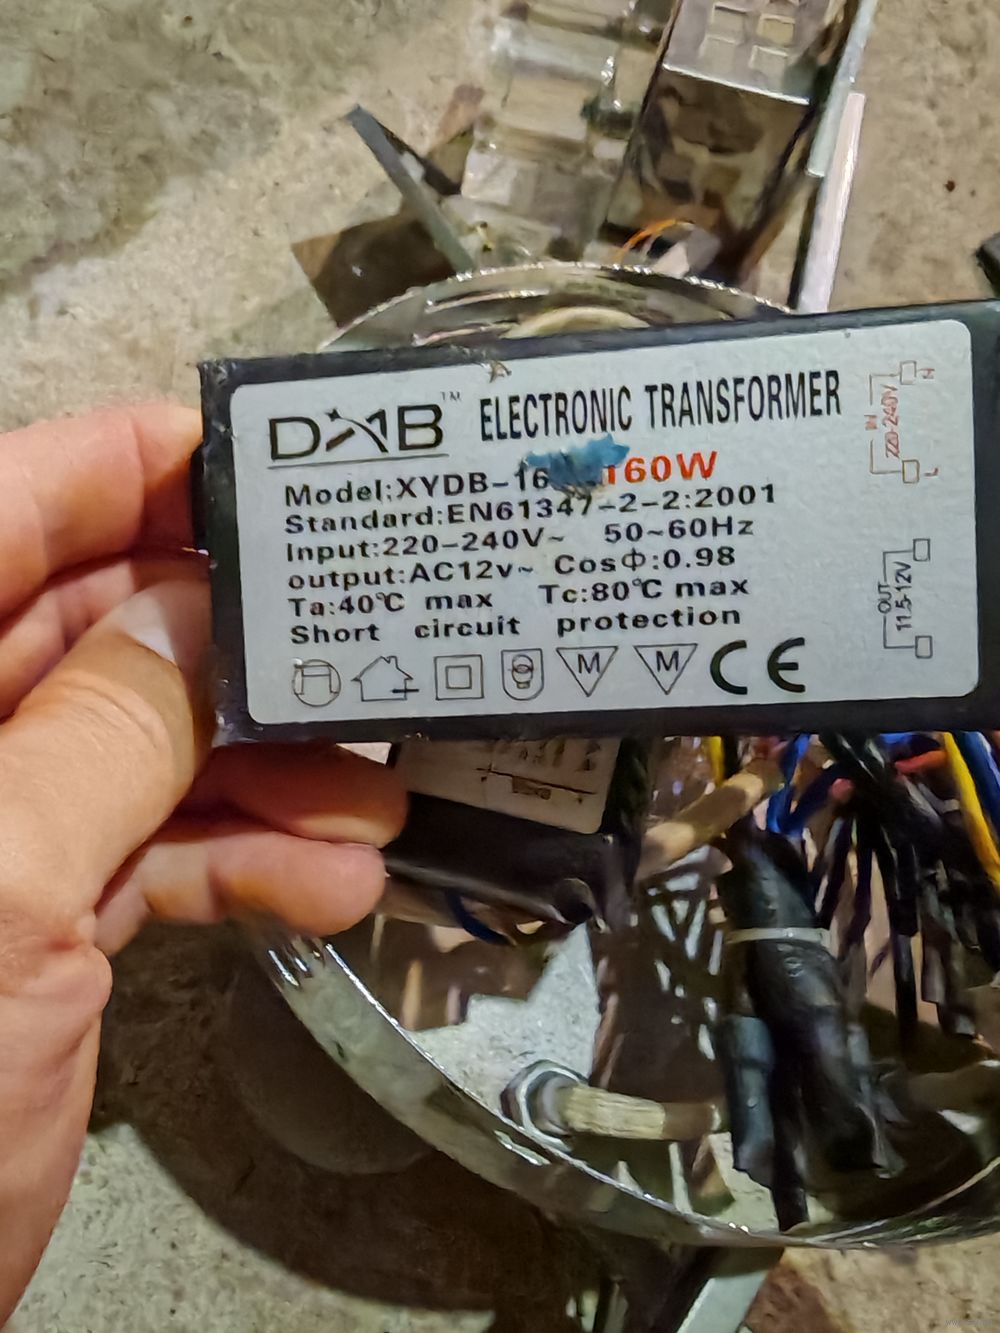 DAB™ ELECTRONIC TRANSFORMER
160W
Model:XYDB-16
Standard:EN61347-2-2:2001
Input:220-240V~ 50~60Hz
output:AC12v~ CosΦ:0.98
Ta:40℃ max Tc:80℃ max
Short circuit protection
M M CE
IN
220-240V
N
L
OUT
11.5-12V